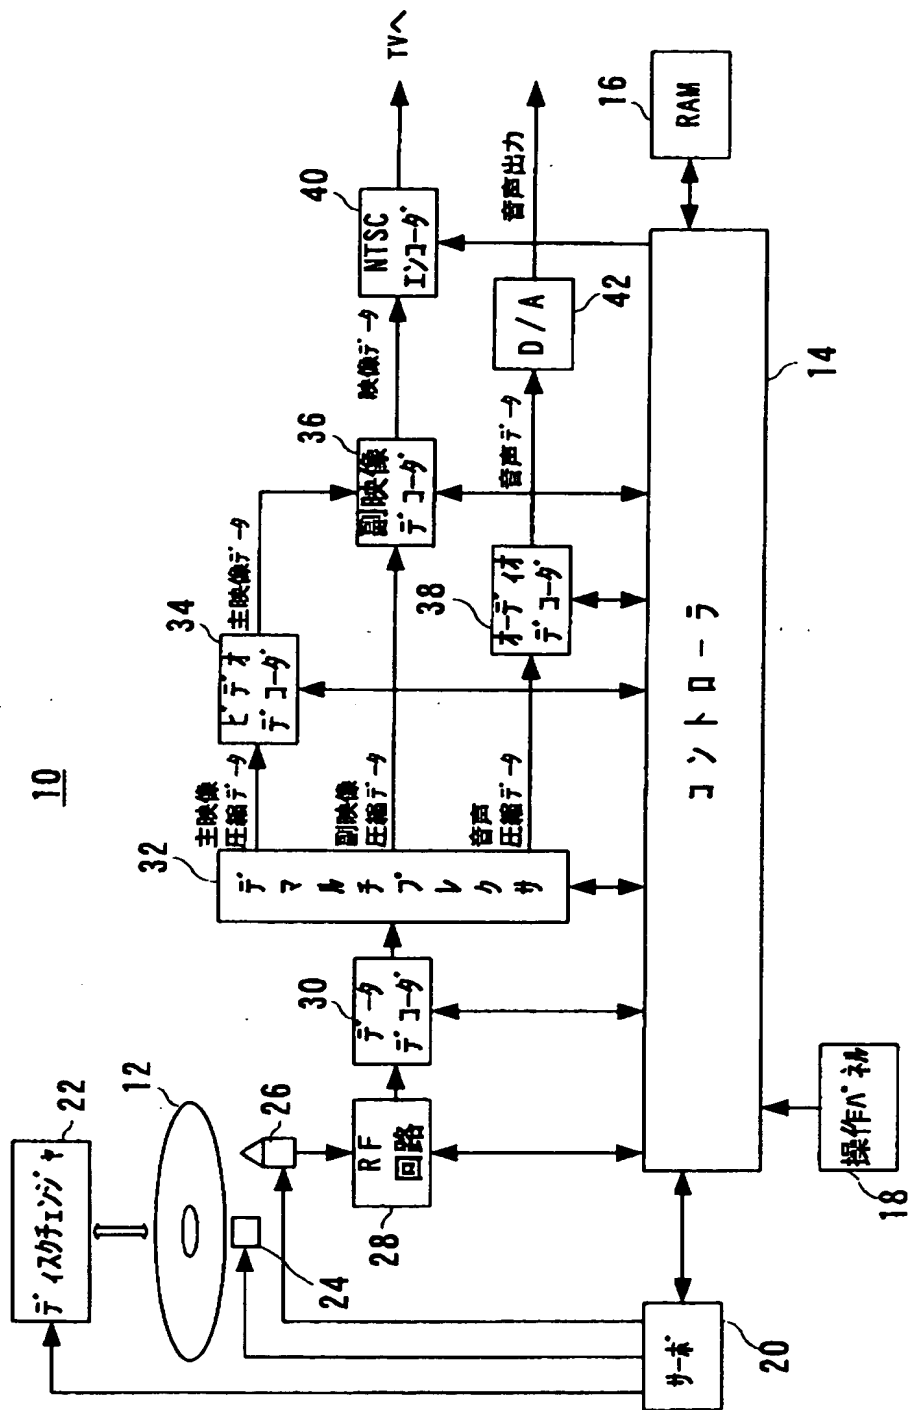 10
22
ディスクチェンジャ
12
26
24
RF
回路
28
30
データ
デコーダ
32
デマルチプレクサ
主映像
圧縮データ
副映像
圧縮データ
音声
圧縮データ
34
ビデオ
デコーダ
主映像データ
36
副映像
デコーダ
映像データ
38
オーディオ
デコーダ
音声データ
40
NTSC
エンコーダ
TVへ
D/A
42
音声出力
16
RAM
コントローラ
14
操作パネル
18
サーボ
20